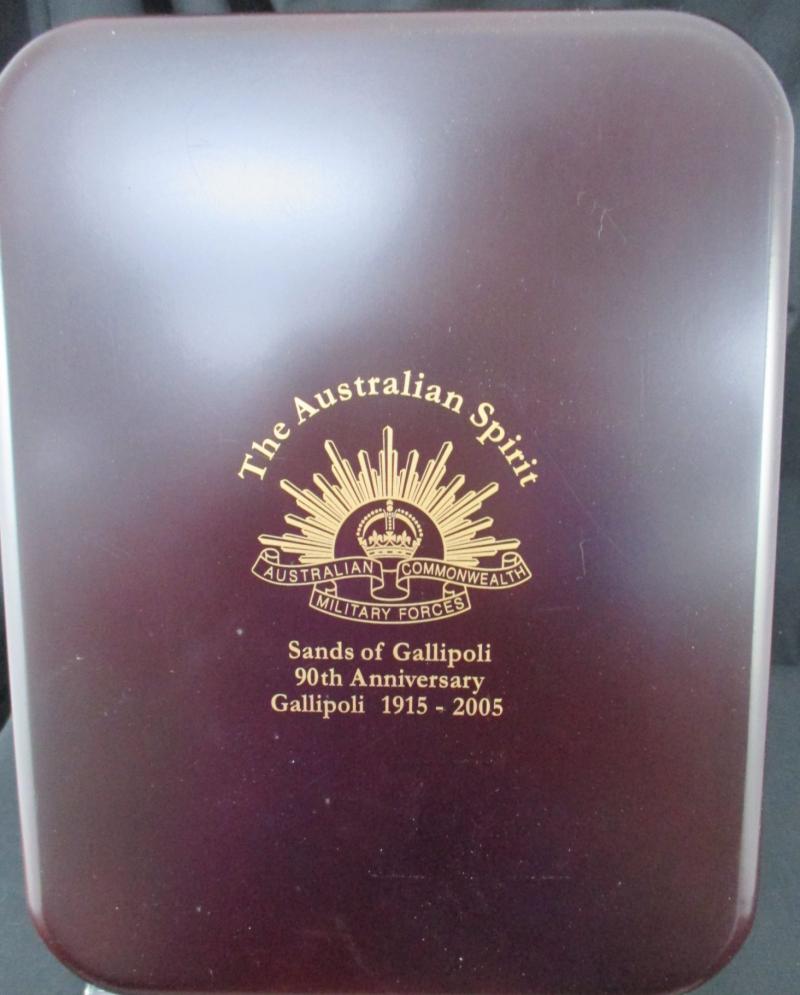 The Australian Spirit
AUSTRALIAN COMMONWEALTH
MILITARY FORCES
Sands of Gallipoli
90th Anniversary
Gallipoli 1915 - 2005